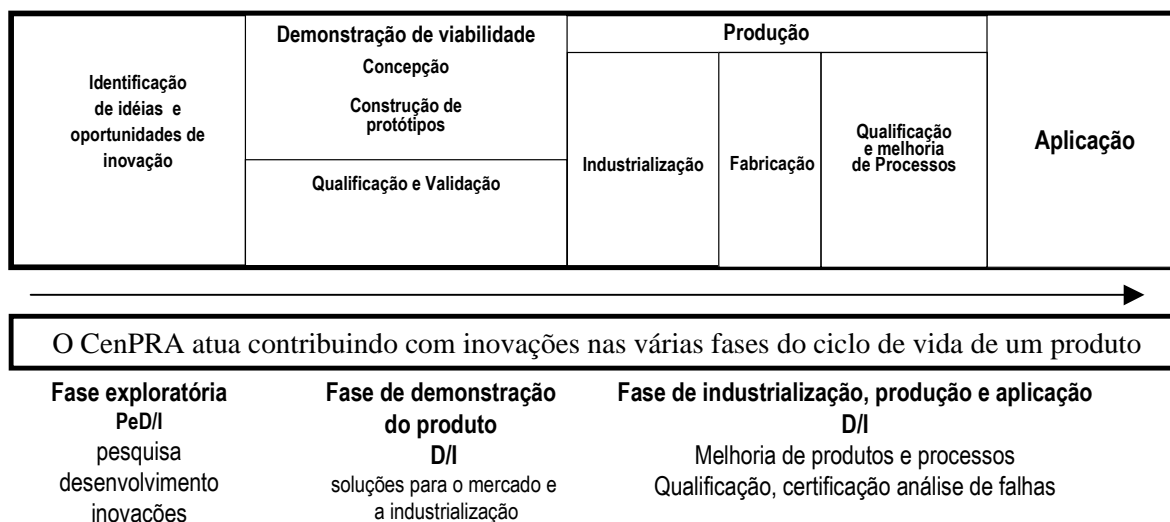 Identificação
de idéias e
oportunidades de
inovação
Demonstração de viabilidade
Concepção
Construção de
protótipos
Qualificação e Validação
Produção
Industrialização
Fabricação
Qualificação
e melhoria
de Processos
Aplicação
O CenPRA atua contribuindo com inovações nas várias fases do ciclo de vida de um produto
Fase exploratória
PeD/I
pesquisa
desenvolvimento
inovações
Fase de demonstração
do produto
D/I
soluções para o mercado e
a industrialização
Fase de industrialização, produção e aplicação
D/I
Melhoria de produtos e processos
Qualificação, certificação análise de falhas